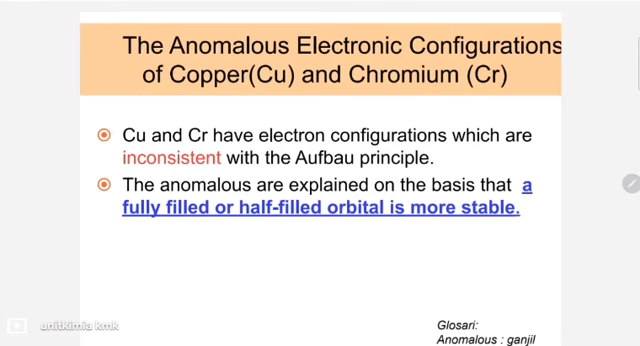 The Anomalous Electronic Configurations
of Copper(Cu) and Chromium (Cr)
Cu and Cr have electron configurations which are
inconsistent with the Aufbau principle.
The anomalous are explained on the basis that a
fully filled or half-filled orbital is more stable.
unitkimia kmk
Glosari:
Anomalous : ganjil